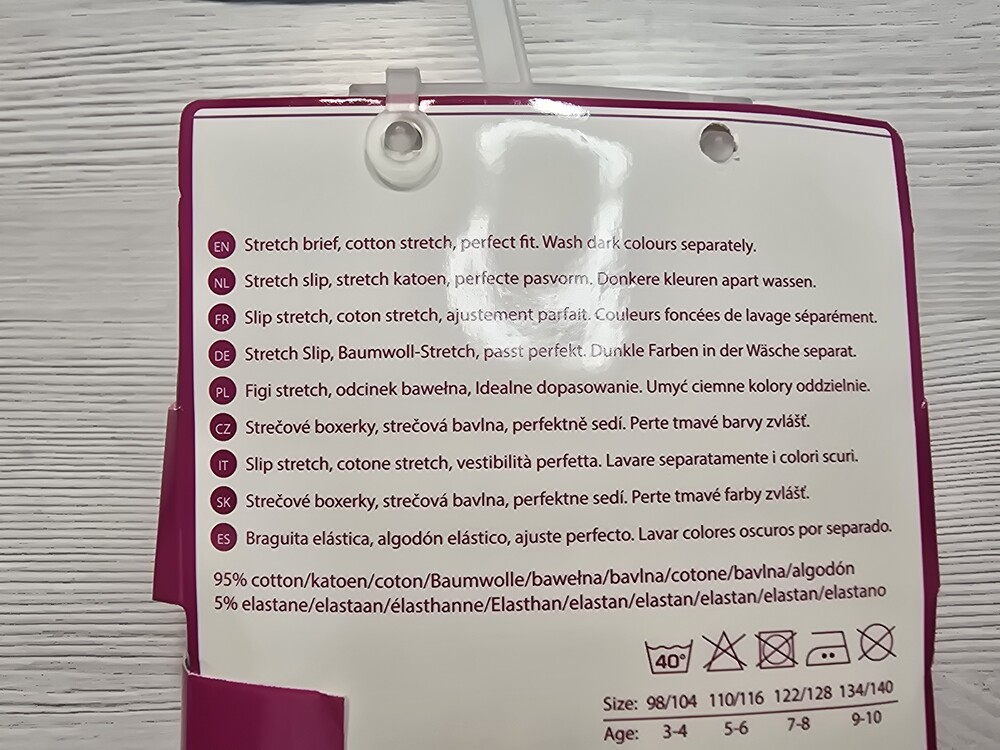 EN Stretch brief, cotton stretch, perfect fit. Wash dark colours separately.
NL Stretch slip, stretch katoen, perfecte pasvorm. Donkere kleuren apart wassen.
FR Slip stretch, coton stretch, ajustement parfait. Couleurs foncées de lavage séparément.
DE Stretch Slip, Baumwoll-Stretch, passt perfekt. Dunkle Farben in der Wäsche separat.
PL Figi stretch, odcinek bawełna, Idealne dopasowanie. Umyć ciemne kolory oddzielnie.
CZ Strečové boxerky, strečová bavlna, perfektně sedí. Perte tmavé barvy zvlášť.
IT Slip stretch, cotone stretch, vestibilità perfetta. Lavare separatamente i colori scuri.
SK Strečové boxerky, strečová bavlna, perfektne sedí. Perte tmavé farby zvlášť.
ES Braguita elástica, algodón elástico, ajuste perfecto. Lavar colores oscuros por separado.
95% cotton/katoen/coton/Baumwolle/bawełna/bavlna/cotone/bavlna/algodón
5% elastane/elastaan/élasthanne/Elasthan/elastan/elastan/elastan/elastan/elastano
40°
Size: 98/104 110/116 122/128 134/140
Age: 3-4 5-6 7-8 9-10